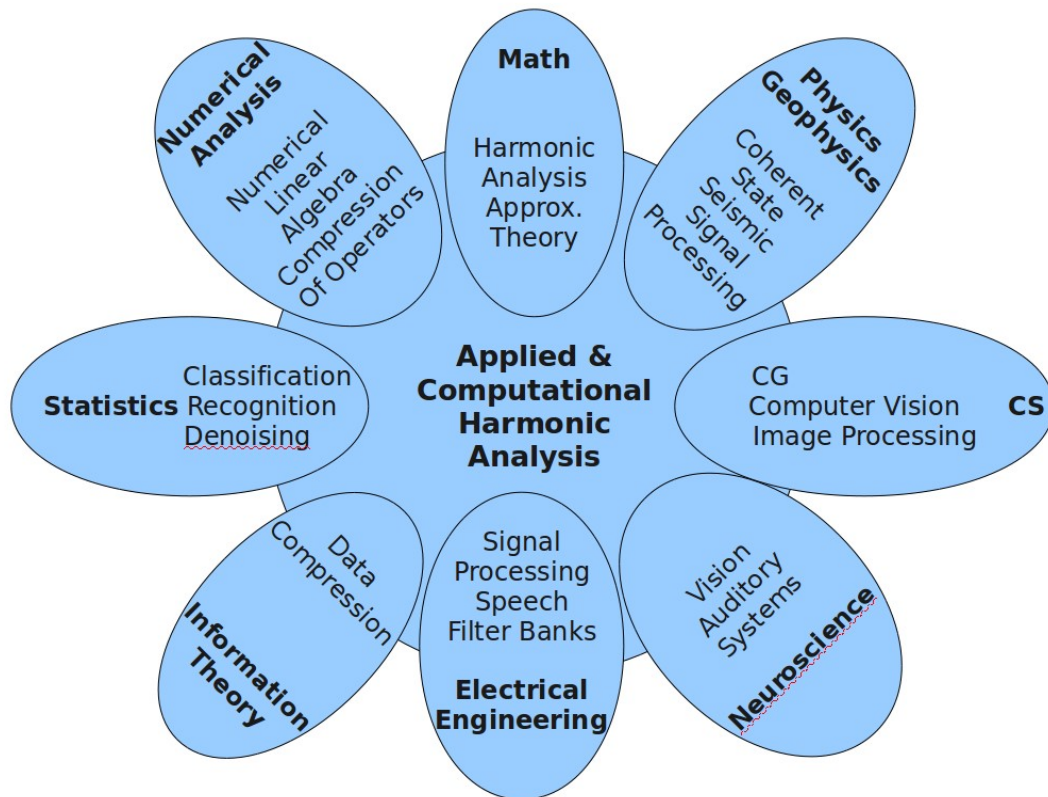 Numerical
Analysis
Numerical
Linear
Algebra
Compression
Of Operators
Math
Harmonic
Analysis
Approx.
Theory
Physics
Geophysics
Coherent
State
Seismic
Signal
Processing
Statistics
Classification
Recognition
Denoising
Applied &
Computational
Harmonic
Analysis
CG
Computer Vision
Image Processing
CS
Data
Compression
Information
Theory
Signal
Processing
Speech
Filter Banks
Electrical
Engineering
Vision
Auditory
Systems
Neuroscience